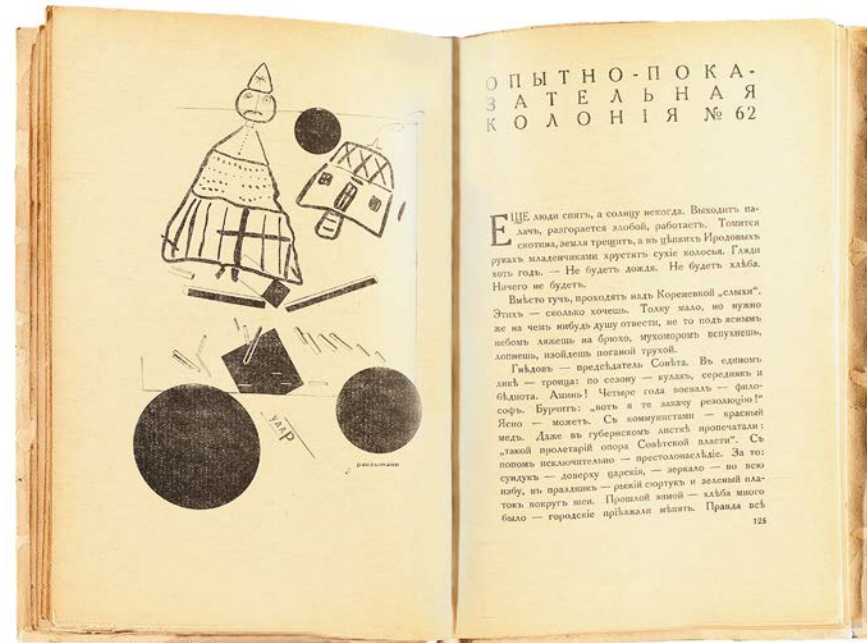 УДАР
ОПЫТНО-ПОКА-
ЗАТЕЛЬНАЯ
КОЛОНІЯ № 62
ЕЩЕ люди спятъ, а солнцу некогда. Выходитъ па-
лачъ, разгорается злобой, работаетъ. Томится
скотина, земля трещитъ, а въ цѣпкихъ Иродовыхъ
рукахъ младенчиками хрустятъ сухіе колосья. Гляди
хоть годъ. — Не будетъ дождя. Не будетъ хлѣба.
Ничего не будетъ.
Вмѣсто тучъ, проходятъ надъ Кореневкой „слыхи“.
Этихъ — сколько хочешь. Толку мало, но нужно
же на чемъ нибудь душу отвести, не то подъ яснымъ
небомъ ляжешь на брюхо, мухоморомъ вспухнешь,
лопнешь, изойдешь поганой трухой.
Гнѣдовъ — предсѣдатель Совѣта. Въ единомъ
ликѣ — троица: по сезону — кулакъ, середнякъ и
бѣднота. Аминь! Четыре года воевалъ — фило-
софъ. Бурчитъ: „вотъ я те закачу резолюцію!“
Ясно — можетъ. Съ коммунистами — красный
медъ. Даже въ губернскомъ листкѣ пропечатали:
„такой пролетарій опора Совѣтской власти“. Съ
попомъ исключительно — престолонаслѣдіе. За то:
сундукъ — доверху царскія, — зеркало — во всю
избу, въ праздникъ — рыжій сюртукъ и зеленый пла-
токъ вокругъ шеи. Прошлой зимой — хлѣба много
было — городскіе пріѣзжали мѣнять. Правда всѣ
125